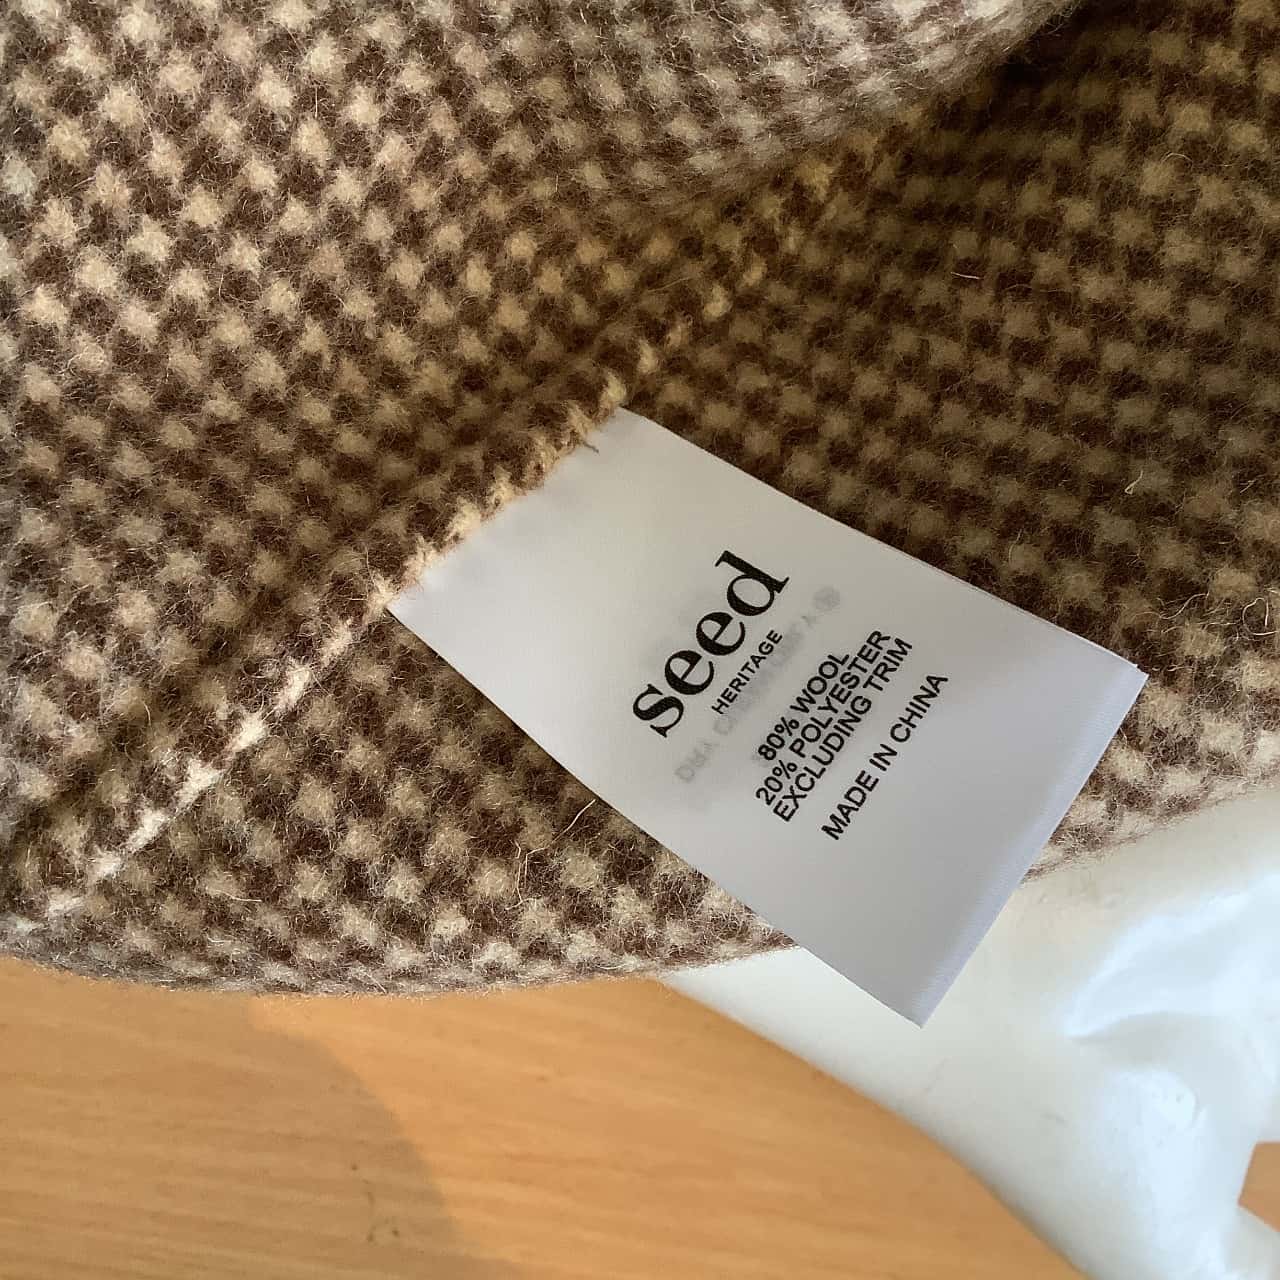 seed
HERITAGE
80% WOOL
20% POLYESTER
EXCLUDING TRIM
MADE IN CHINA